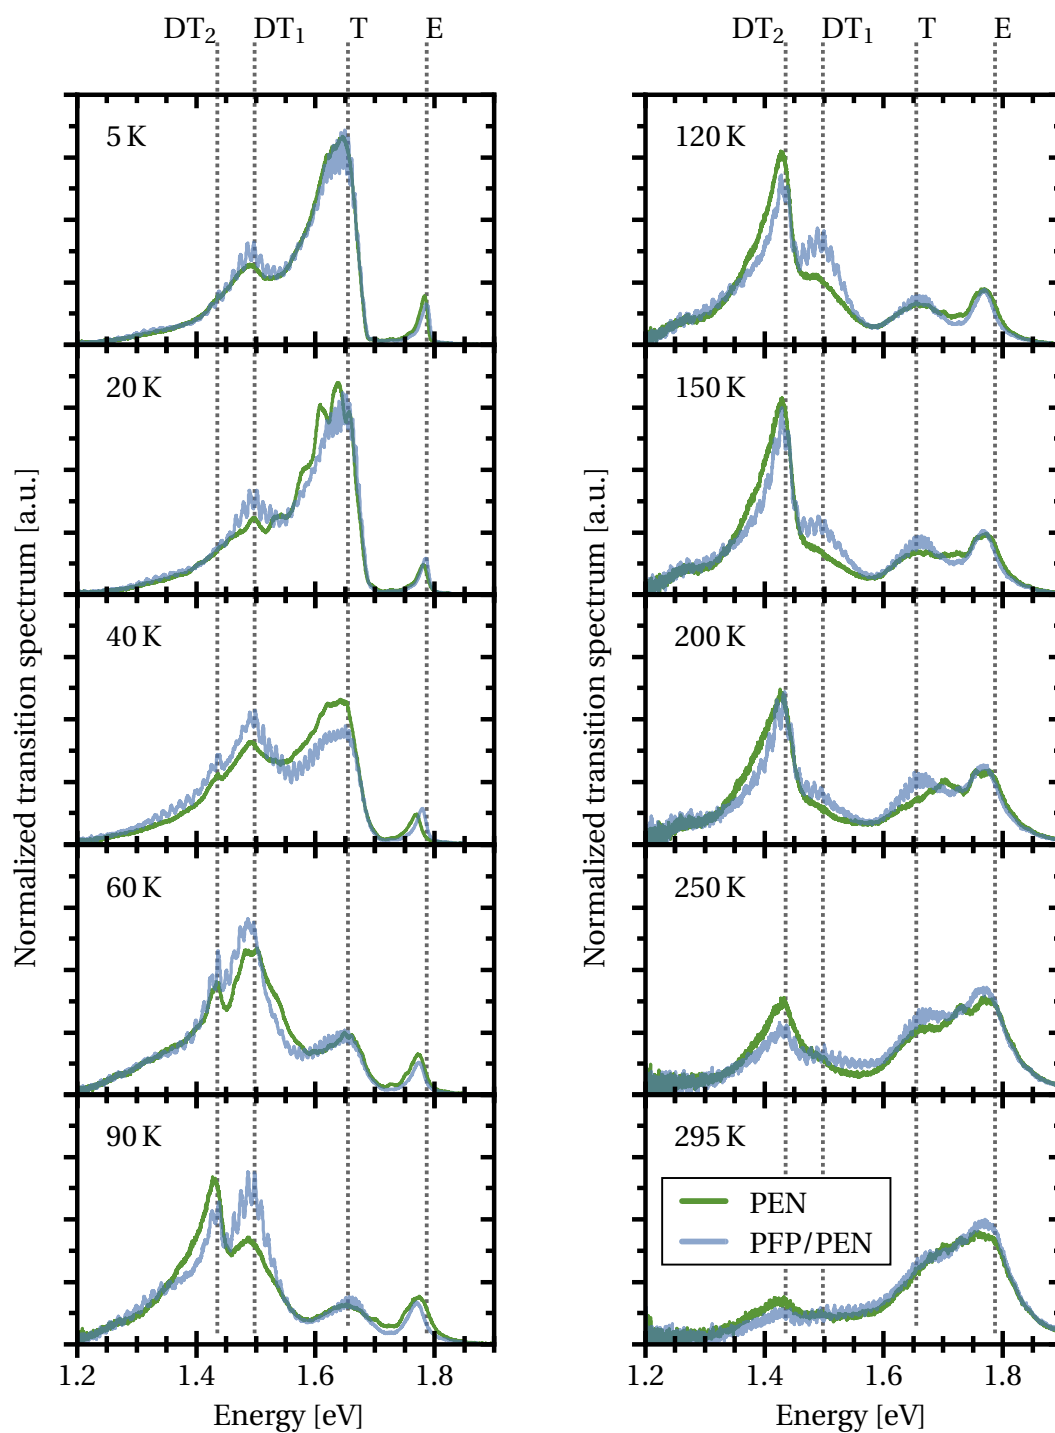 DT2 DT1 T E
DT2 DT1 T E
5 K
120 K
20 K
150 K
40 K
200 K
60 K
250 K
90 K
295 K
PEN
PFP/PEN
Normalized transition spectrum [a.u.]
Normalized transition spectrum [a.u.]
1.2 1.4 1.6 1.8
1.2 1.4 1.6 1.8
Energy [eV]
Energy [eV]